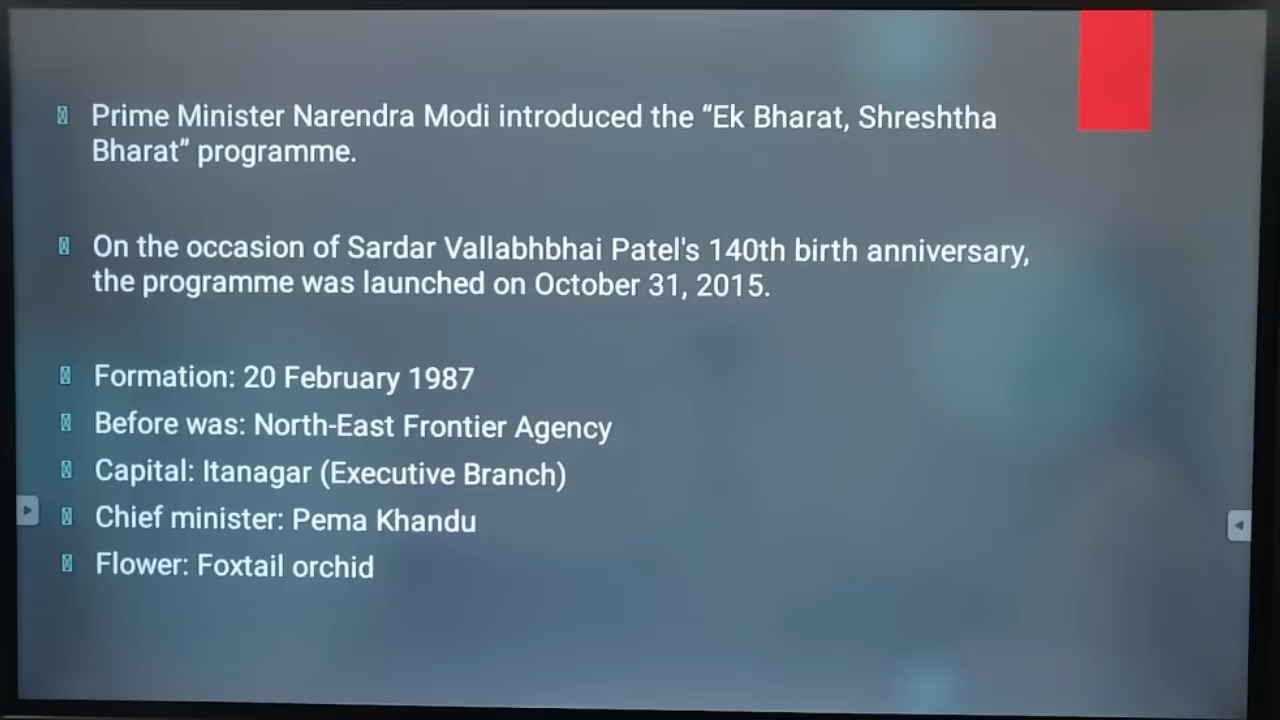 Prime Minister Narendra Modi introduced the “Ek Bharat, Shreshtha
Bharat” programme.
On the occasion of Sardar Vallabhbhai Patel's 140th birth anniversary,
the programme was launched on October 31, 2015.
Formation: 20 February 1987
Before was: North-East Frontier Agency
Capital: Itanagar (Executive Branch)
Chief minister: Pema Khandu
Flower: Foxtail orchid